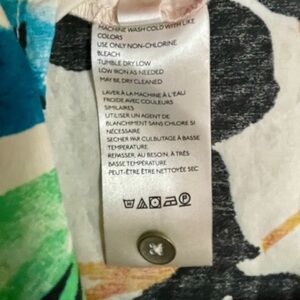 MACHINE WASH COLD WITH LIKE
COLORS
USE ONLY NON-CHLORINE
BLEACH
TUMBLE DRY LOW
LOW IRON AS NEEDED
MAY BE DRY CLEANED
LAVER À LA MACHINE À L'EAU
FROIDE AVEC COULEURS
SIMILAIRES
UTILISER UN AGENT DE
BLANCHIMENT SANS CHLORE SI
NÉCESSAIRE
SECHER PAR CULBUTAGE À BASSE
TEMPERATURE
REPASSER, AU BESOIN, À TRÈS
BASSE TEMPÉRATURE
PEUT-ÊTRE ÊTRE NETTOYÉE SEC